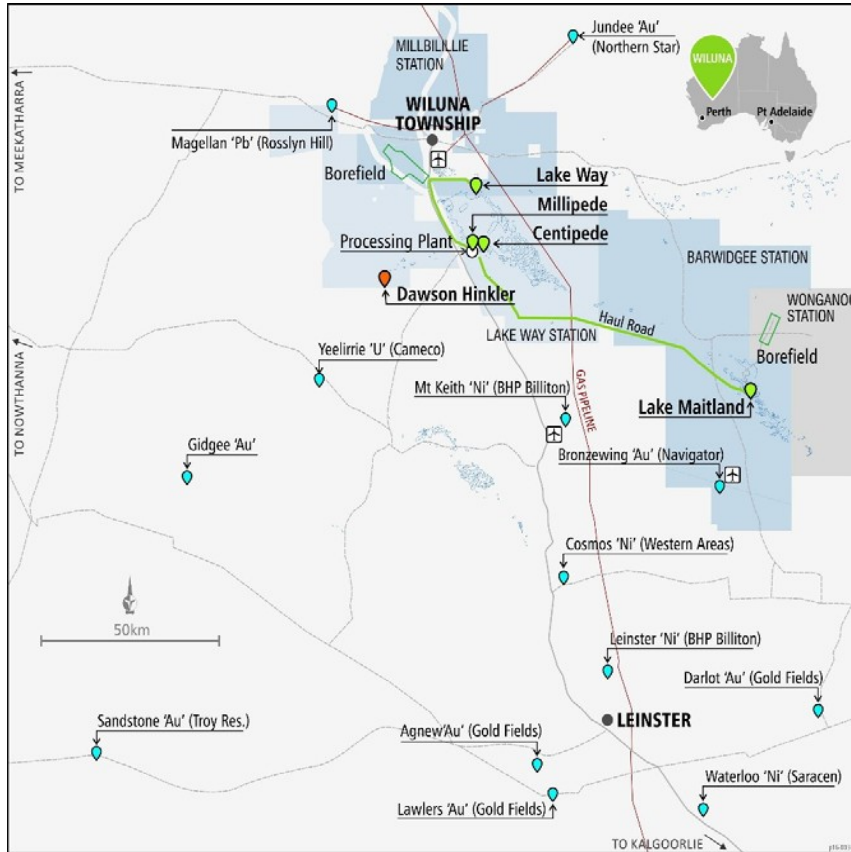 Jundee 'Au'
(Northern Star)
MILLBILILLIE
STATION
WILUNA
Perth
Pt Adelaide
WILUNA
TOWNSHIP
Magellan 'Pb' (Rosslyn Hill)
TO MEEKATHARRA
Borefield
Lake Way
Millipede
Processing Plant
Centipede
BARWIDGEE STATION
Dawson Hinkler
WONGANOO
STATION
Haul Road
LAKE WAY STATION
Borefield
TO NOWTHANNA
Yeelirrie 'U' (Cameco)
GAS PIPELINE
Mt Keith 'Ni' (BHP Billiton)
Lake Maitland
Gidgee 'Au'
Bronzewing 'Au' (Navigator)
Cosmos 'Ni' (Western Areas)
50km
Leinster 'Ni' (BHP Billiton)
Darlot 'Au' (Gold Fields)
Sandstone 'Au' (Troy Res.)
LEINSTER
Agnew'Au' (Gold Fields)
Waterloo 'Ni' (Saracen)
Lawlers 'Au' (Gold Fields)
TO KALGOORLIE